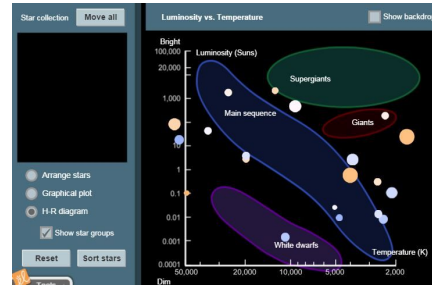 Star collection
Move all
Luminosity vs. Temperature
Show backdrop
Bright
100,000
Luminosity (Suns)
20,000
Supergiants
1,000
Main sequence
Giants
10
1
0.1
0.01
0.001
White dwarfs
Temperature (K)
0.0001
50,000
20,000
10,000
5,000
2,000
Dim
Arrange stars
Graphical plot
H-R diagram
Show star groups
Reset
Sort stars
Tools